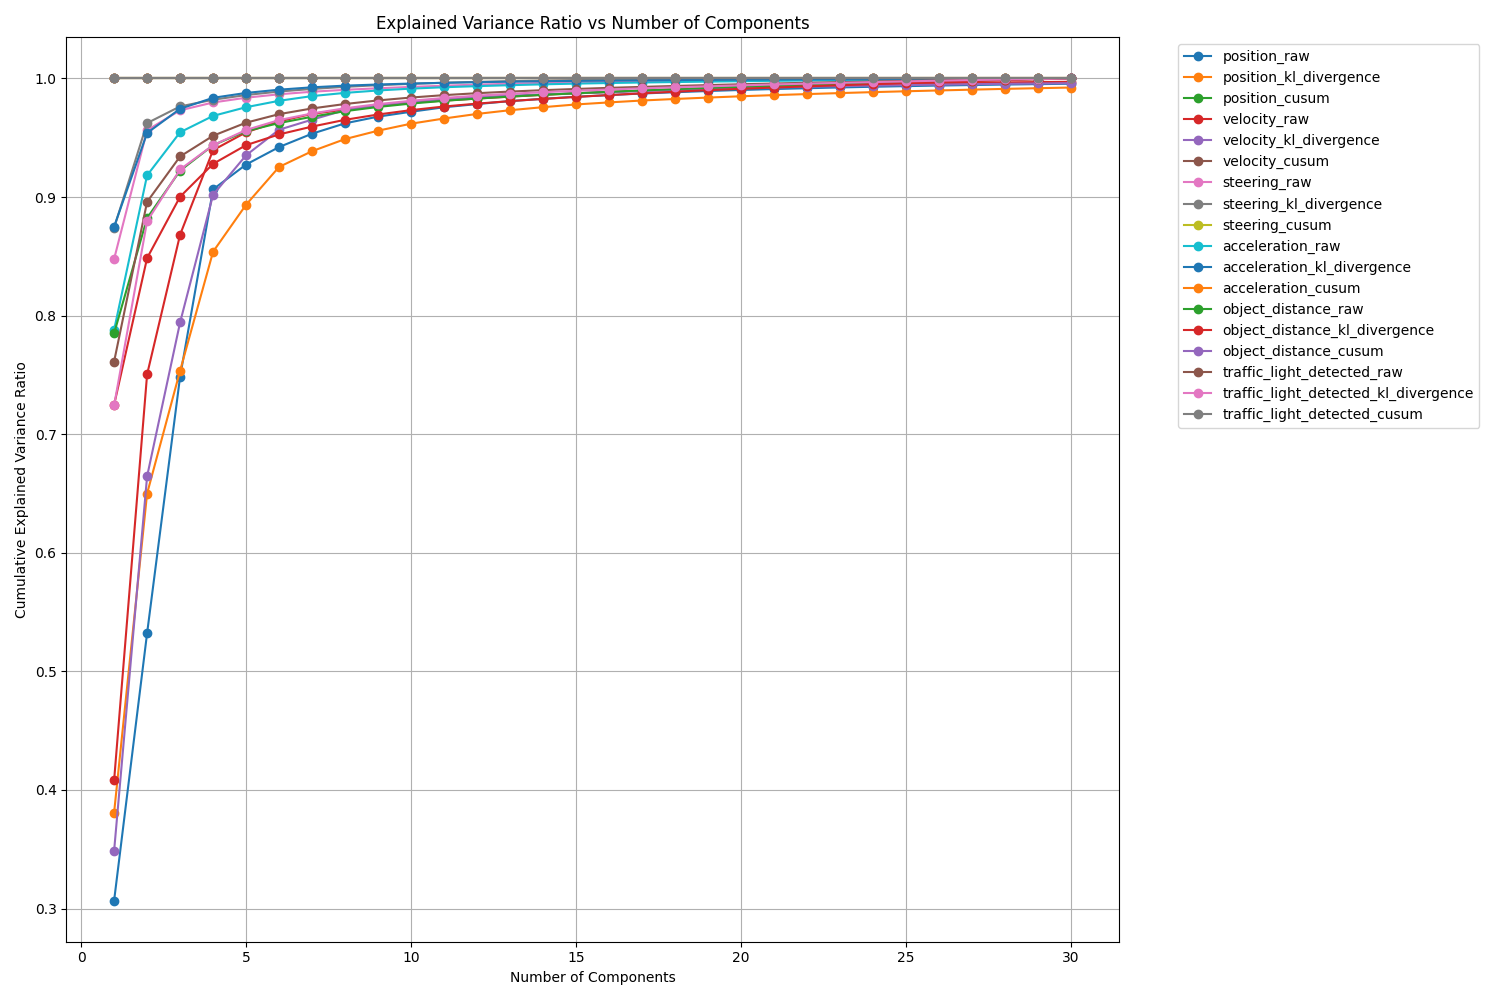 Explained Variance Ratio vs Number of Components
Cumulative Explained Variance Ratio
1.0
0.9
0.8
0.7
0.6
0.5
0.4
0.3
0
5
10
15
20
25
30
Number of Components
position_raw
position_kl_divergence
position_cusum
velocity_raw
velocity_kl_divergence
velocity_cusum
steering_raw
steering_kl_divergence
steering_cusum
acceleration_raw
acceleration_kl_divergence
acceleration_cusum
object_distance_raw
object_distance_kl_divergence
object_distance_cusum
traffic_light_detected_raw
traffic_light_detected_kl_divergence
traffic_light_detected_cusum